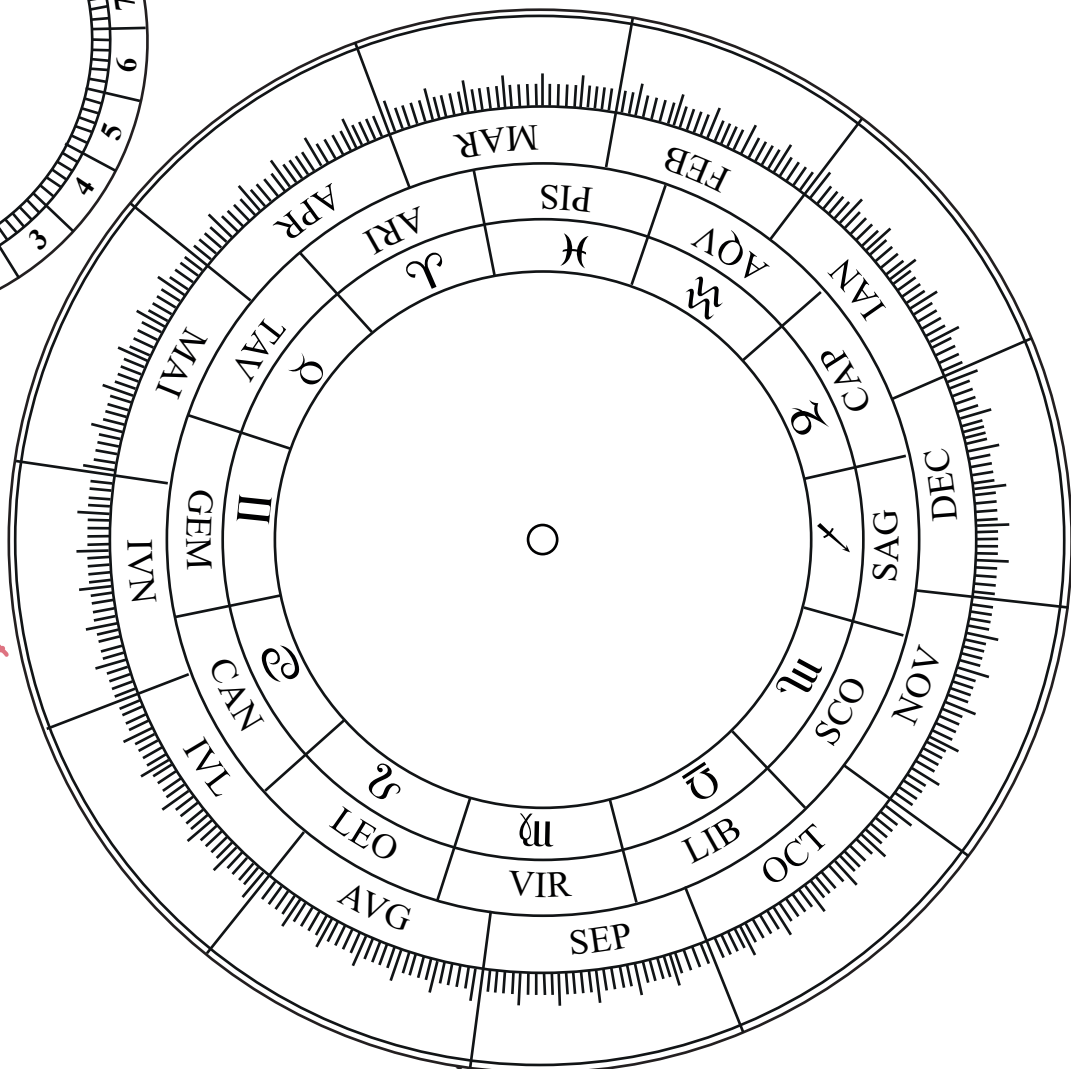 7
6
5
4
3
IAN
FEB
MAR
APR
MAI
IVN
IVL
AVG
SEP
OCT
NOV
DEC
ARI
TAV
GEM
CAN
LEO
VIR
LIB
SCO
SAG
CAP
AQV
PIS
♈
♉
♊
♋
♌
♍
♎
♏
♐
♑
♒
♓